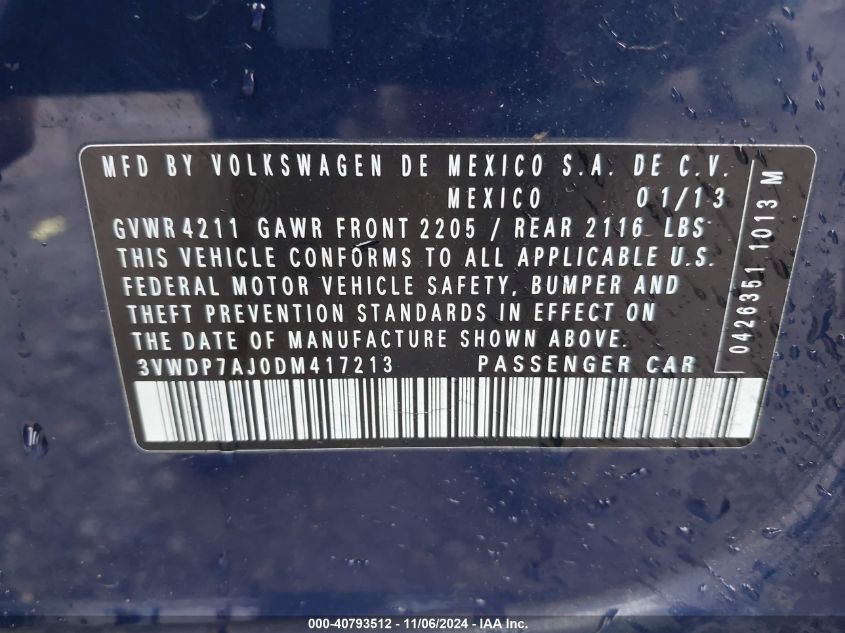 MFD BY VOLKSWAGEN DE MEXICO S.A. DE C.V.
MEXICO 01/13
GVWR 4211 GAWR FRONT 2205 / REAR 2116 LBS
THIS VEHICLE CONFORMS TO ALL APPLICABLE U.S.
FEDERAL MOTOR VEHICLE SAFETY, BUMPER AND
THEFT PREVENTION STANDARDS IN EFFECT ON
THE DATE OF MANUFACTURE SHOWN ABOVE.
3VWDP7AJ0DM417213 PASSENGER CAR
0426351 1013 M
000-40793512 - 11/06/2024 - IAA Inc.